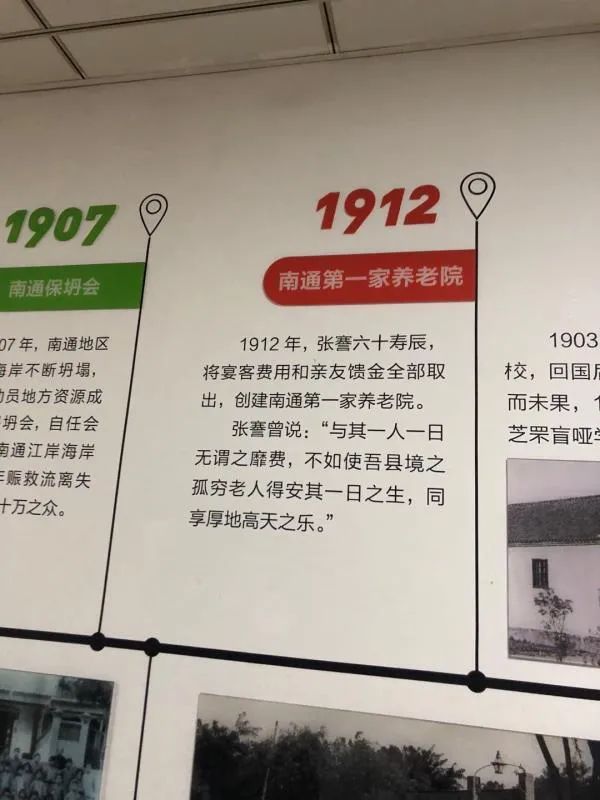 1907
南通保坍会
07年，南通地区
海岸不断坍塌，
动员地方资源成
坍会，自任会
南通江岸海岸
年赈救流离失
十万之众。
1912
南通第一家养老院
1912年，张謇六十寿辰，
将宴客费用和亲友馈金全部取
出，创建南通第一家养老院。
张謇曾说：“与其一人一日
无谓之靡费，不如使吾县境之
孤穷老人得安其一日之生，同
享厚地高天之乐。”
1903
校，回国后
而未果，
芝罘盲哑学